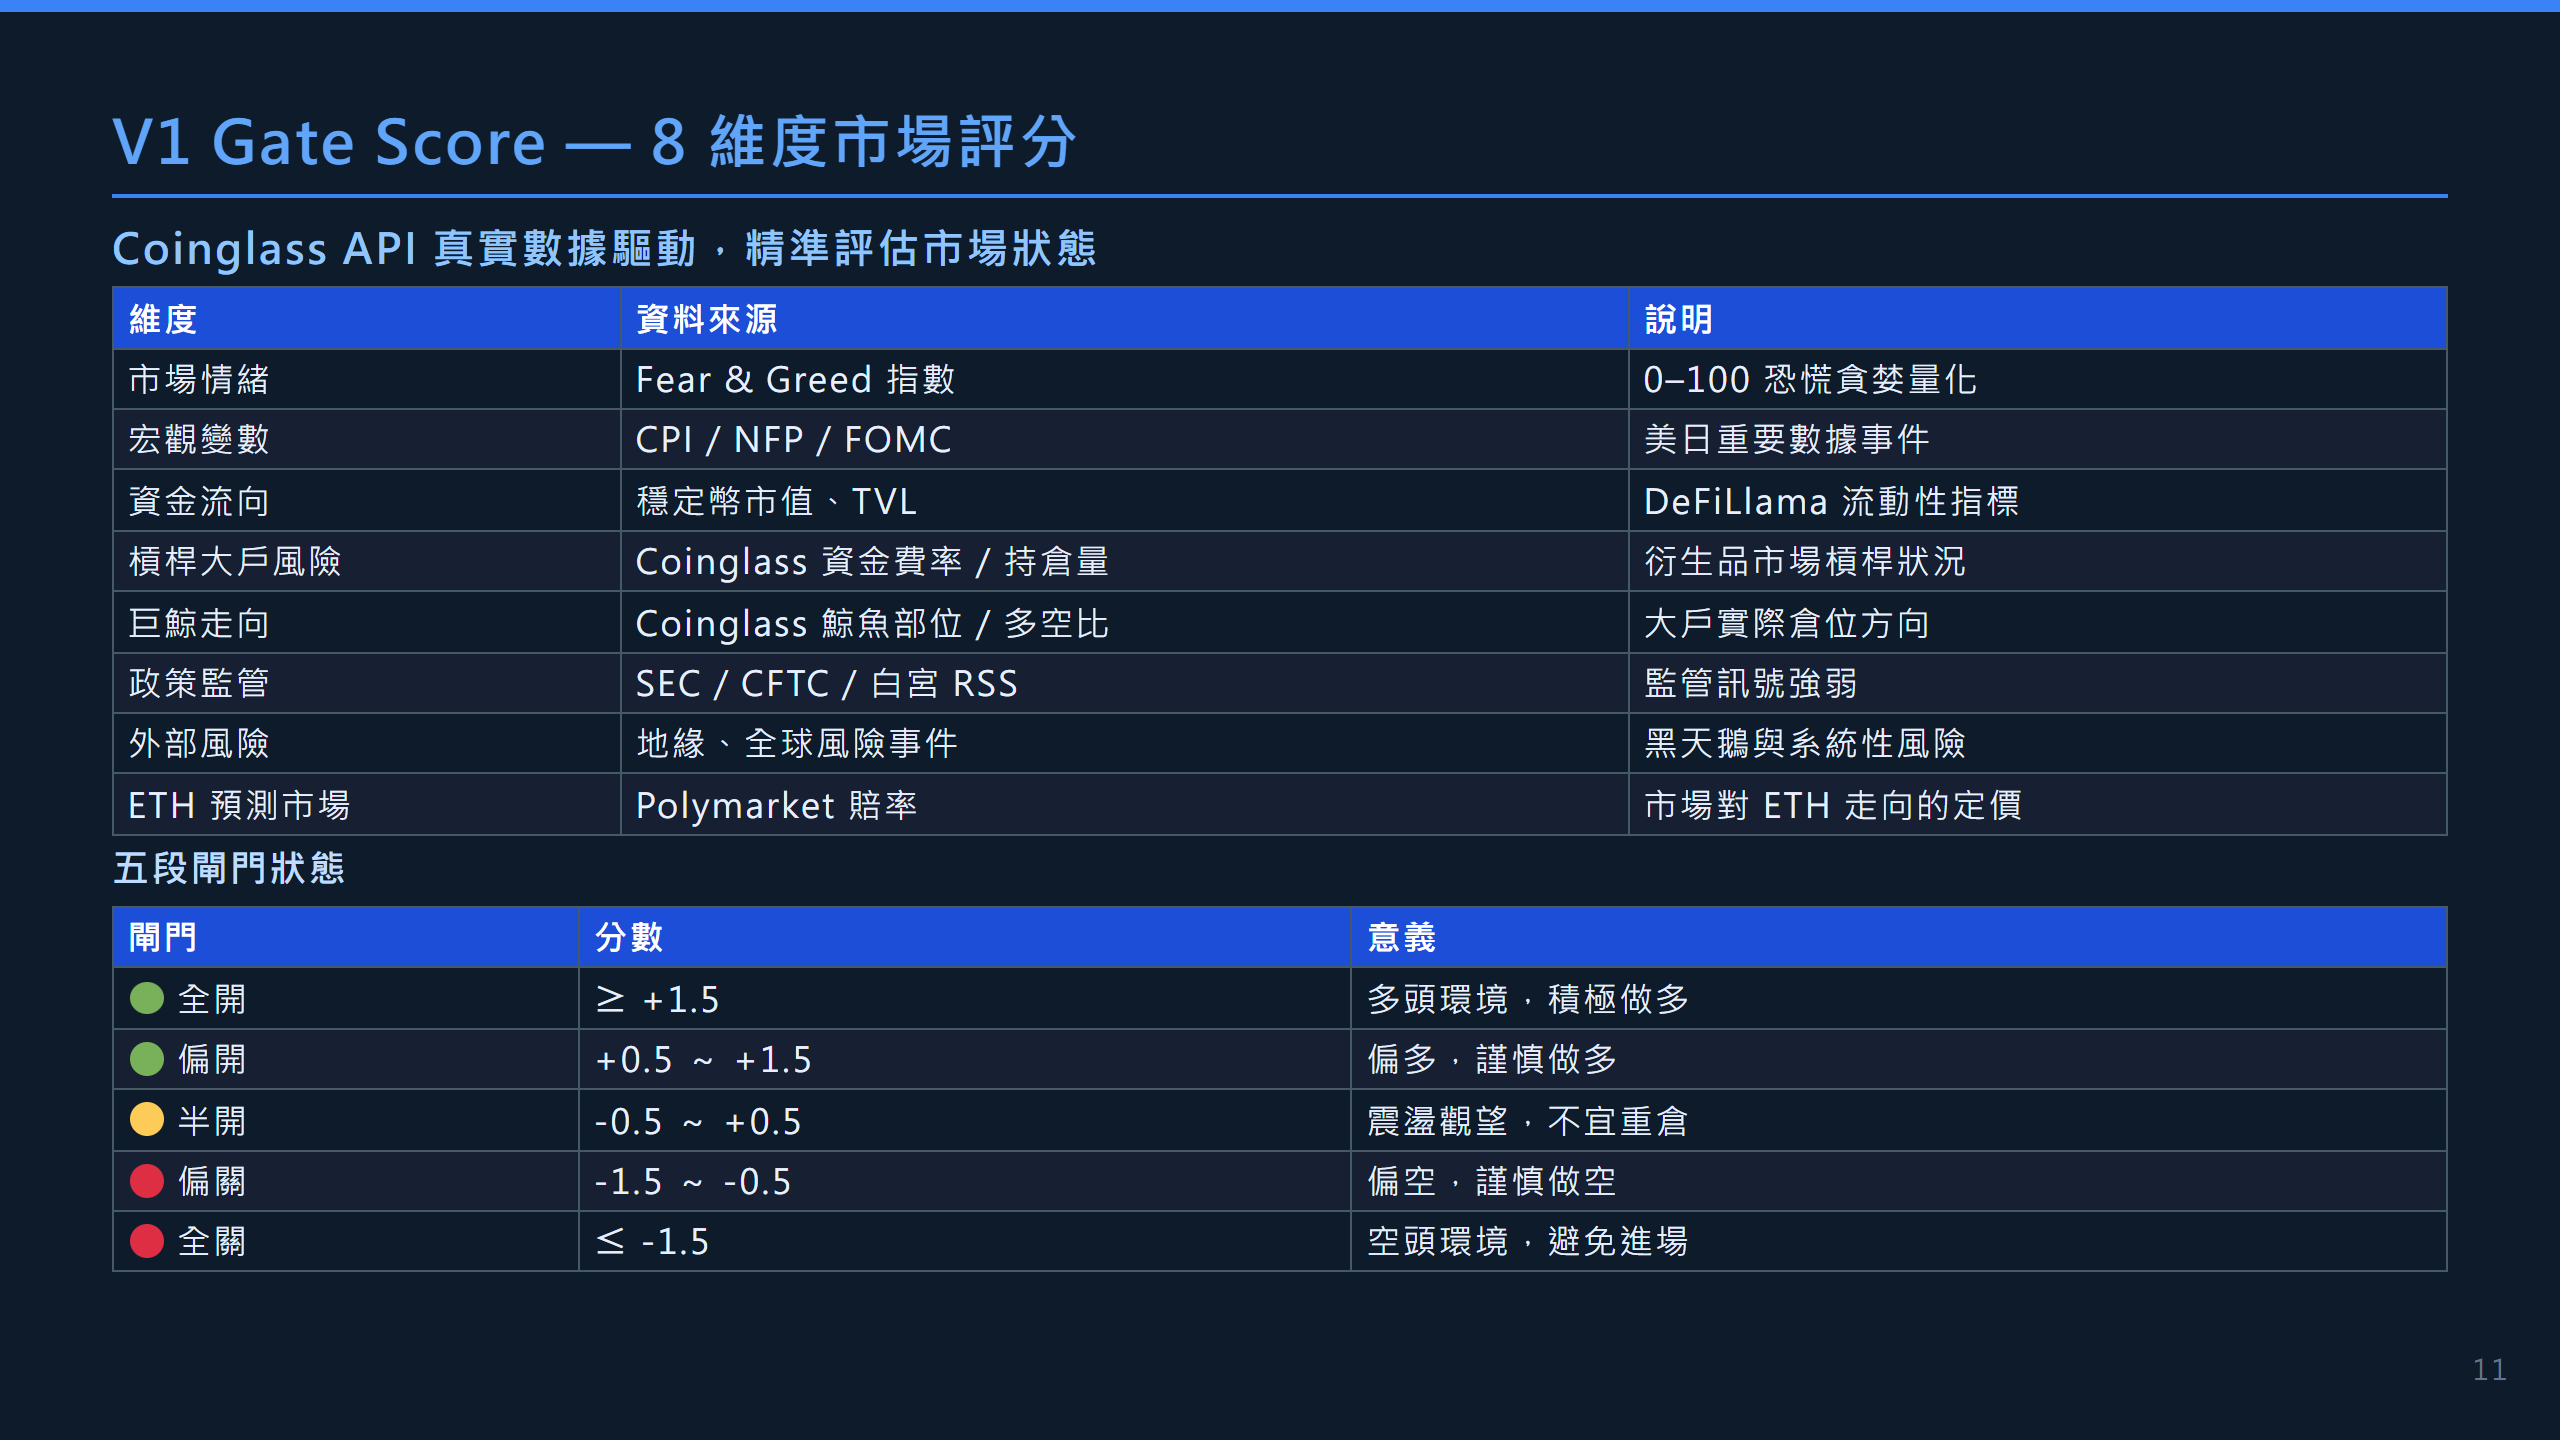 V1 Gate Score — 8 維度市場評分
Coinglass API 真實數據驅動，精準評估市場狀態
維度 資料來源 說明
市場情緒 Fear & Greed 指數 0–100 恐慌貪婪量化
宏觀變數 CPI / NFP / FOMC 美日重要數據事件
資金流向 穩定幣市值、TVL DeFiLlama 流動性指標
槓桿大戶風險 Coinglass 資金費率 / 持倉量 衍生品市場槓桿狀況
巨鯨走向 Coinglass 鯨魚部位 / 多空比 大戶實際倉位方向
政策監管 SEC / CFTC / 白宮 RSS 監管訊號強弱
外部風險 地緣、全球風險事件 黑天鵝與系統性風險
ETH 預測市場 Polymarket 賠率 市場對 ETH 走向的定價
五段閘門狀態
閘門 分數 意義
🟢 全開 ≥ +1.5 多頭環境，積極做多
🟢 偏開 +0.5 ~ +1.5 偏多，謹慎做多
🟡 半開 -0.5 ~ +0.5 震盪觀望，不宜重倉
🔴 偏關 -1.5 ~ -0.5 偏空，謹慎做空
🔴 全關 ≤ -1.5 空頭環境，避免進場
11